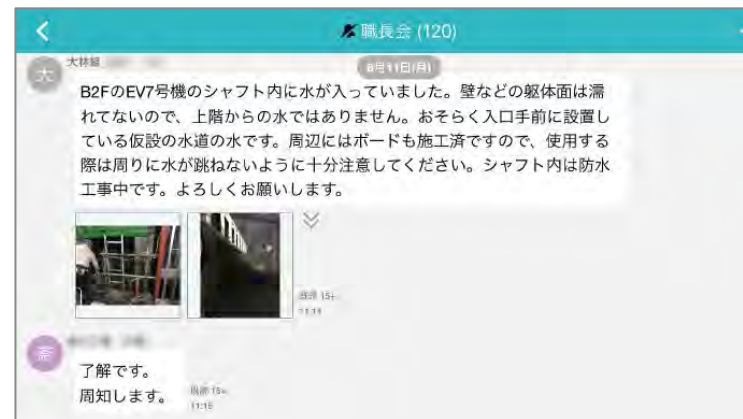 職長会 (120)
大林組
8月11日(月)
大
B2FのEV7号機のシャフト内に水が入っていました。壁などの躯体面は濡
れてないので、上階からの水ではありません。おそらく入口手前に設置し
ている仮設の水道の水です。周辺にはボードも施工済ですので、使用する
際は周りに水が跳ねないように十分注意してください。シャフト内は防水
工事中です。よろしくお願いします。
既読 15+
11:14
了解です。
周知します。
既読 15+
11:15